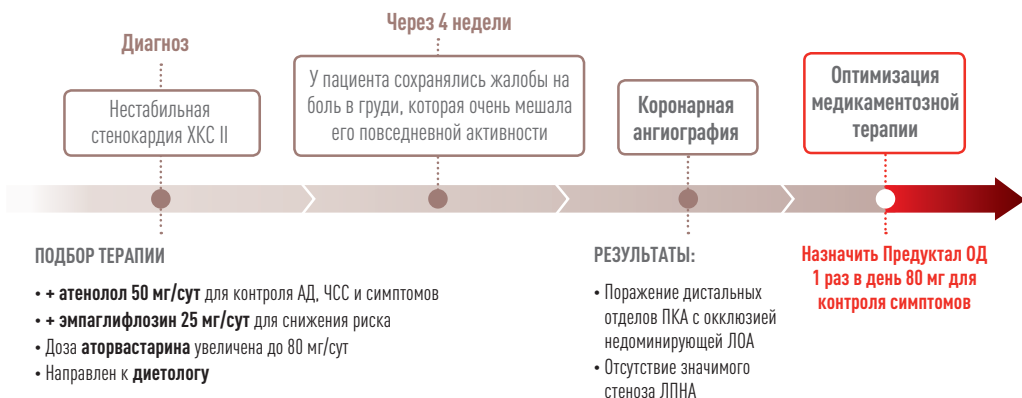 Диагноз
Нестабильная
стенокардия ХКС II
Через 4 недели
У пациента сохранялись жалобы на
боль в груди, которая очень мешала
его повседневной активности
Коронарная
ангиография
Оптимизация
медикаментозной
терапии
ПОДБОР ТЕРАПИИ
• + атенолол 50 мг/сут для контроля АД, ЧСС и симптомов
• + эмпаглифлозин 25 мг/сут для снижения риска
• Доза аторвастарина увеличена до 80 мг/сут
• Направлен к диетологу
РЕЗУЛЬТАТЫ:
• Поражение дистальных
отделов ПКА с окклюзией
недоминирующей ЛОА
• Отсутствие значимого
стеноза ЛПНА
Назначить Предуктал ОД
1 раз в день 80 мг для
контроля симптомов